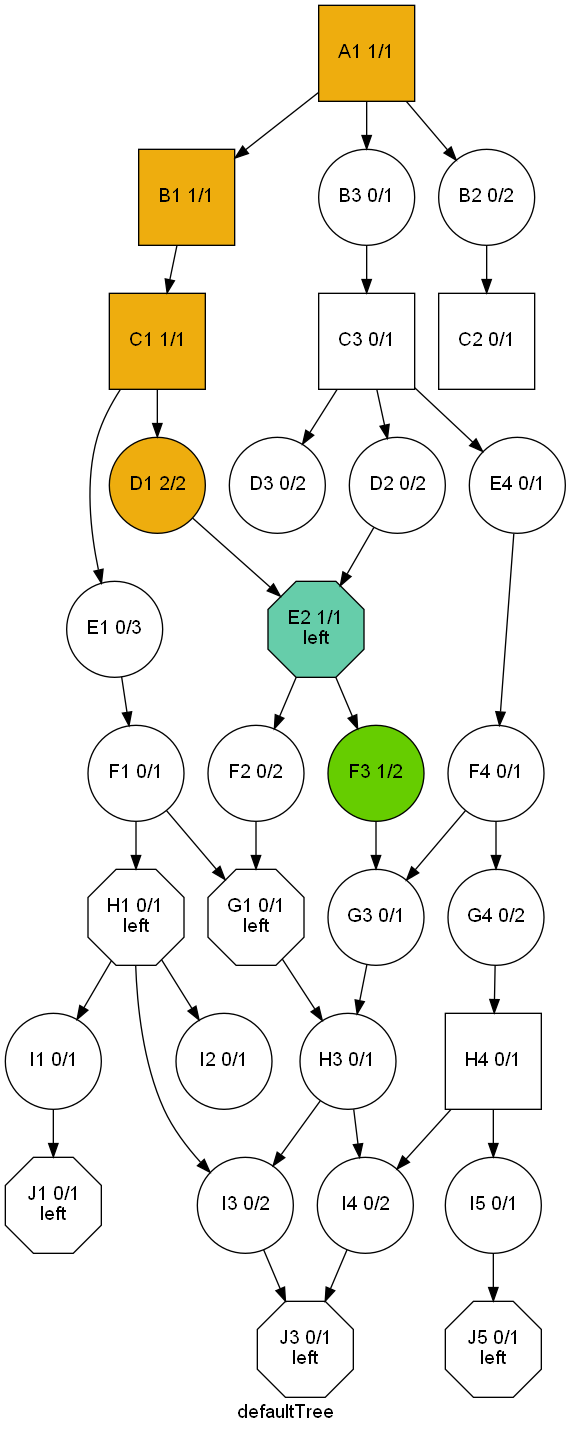 A1 1/1
B1 1/1
B3 0/1
B2 0/2
C1 1/1
C3 0/1
C2 0/1
D1 2/2
D3 0/2
D2 0/2
E4 0/1
E1 0/3
E2 1/1
left
F1 0/1
F2 0/2
F3 1/2
F4 0/1
H1 0/1
left
G1 0/1
left
G3 0/1
G4 0/2
I1 0/1
I2 0/1
H3 0/1
H4 0/1
J1 0/1
left
I3 0/2
I4 0/2
I5 0/1
J3 0/1
left
J5 0/1
left
defaultTree